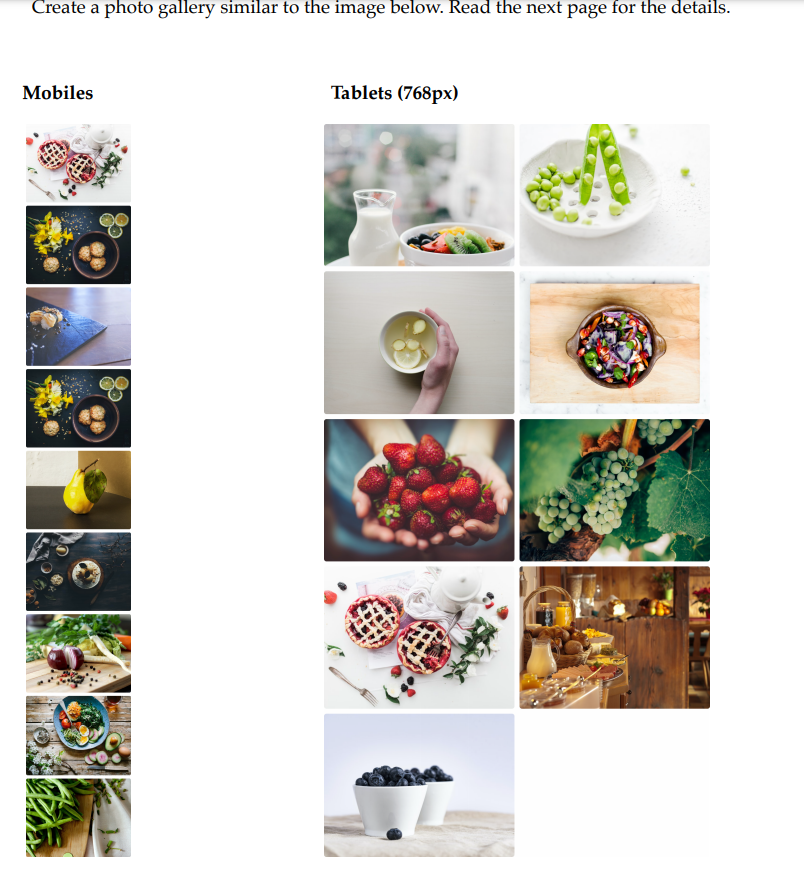 Create a photo gallery similar to the image below. Read the next page for the details.
Mobiles
Tablets (768px)